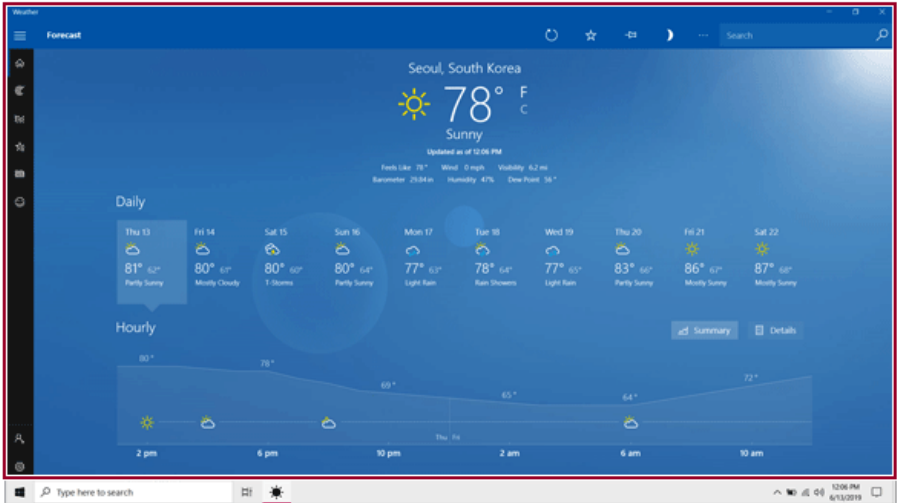 Weather
Forecast
Search
Seoul, South Korea
78° F
C
Sunny
Updated as of 12:06 PM
Feels Like 78° Wind 0 mph Visibility 6.2 mi
Barometer 29.84 in Humidity 47% Dew Point 56°
Daily
Thu 13 Fri 14 Sat 15 Sun 16 Mon 17 Tue 18 Wed 19 Thu 20 Fri 21 Sat 22
81° 62° 80° 61° 80° 60° 80° 64° 77° 63° 78° 64° 77° 65° 83° 66° 86° 67° 87° 68°
Partly Sunny Mostly Cloudy T-Storms Partly Sunny Light Rain Rain Showers Light Rain Partly Sunny Mostly Sunny Mostly Sunny
Hourly
Summary Details
80° 78° 69° 65° 64° 72°
Thu Fri
2 pm 6 pm 10 pm 2 am 6 am 10 am
Type here to search
12:06 PM
6/13/2019